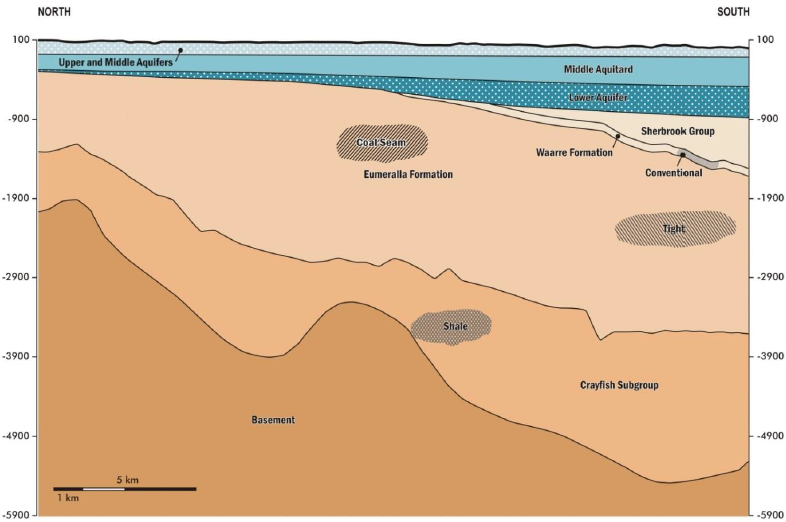 NORTH
SOUTH
100
100
Upper and Middle Aquifers
Middle Aquitard
Lower Aquifer
-900
-900
Sherbrook Group
Coal Seam
Waarre Formation
Eumeralla Formation
Conventional
-1900
-1900
Tight
-2900
-2900
Shale
-3900
-3900
Crayfish Subgroup
Basement
-4900
-4900
5 km
1 km
-5900
-5900